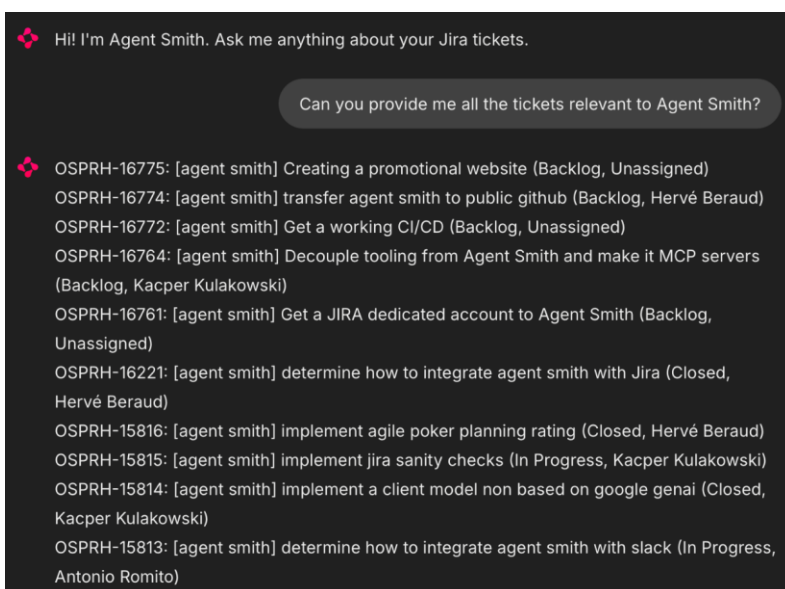 Hi! I'm Agent Smith. Ask me anything about your Jira tickets.
Can you provide me all the tickets relevant to Agent Smith?
OSPRH-16775: [agent smith] Creating a promotional website (Backlog, Unassigned)
OSPRH-16774: [agent smith] transfer agent smith to public github (Backlog, Hervé Beraud)
OSPRH-16772: [agent smith] Get a working CI/CD (Backlog, Unassigned)
OSPRH-16764: [agent smith] Decouple tooling from Agent Smith and make it MCP servers
(Backlog, Kacper Kulakowski)
OSPRH-16761: [agent smith] Get a JIRA dedicated account to Agent Smith (Backlog,
Unassigned)
OSPRH-16221: [agent smith] determine how to integrate agent smith with Jira (Closed,
Hervé Beraud)
OSPRH-15816: [agent smith] implement agile poker planning rating (Closed, Hervé Beraud)
OSPRH-15815: [agent smith] implement jira sanity checks (In Progress, Kacper Kulakowski)
OSPRH-15814: [agent smith] implement a client model non based on google genai (Closed,
Kacper Kulakowski)
OSPRH-15813: [agent smith] determine how to integrate agent smith with slack (In Progress,
Antonio Romito)